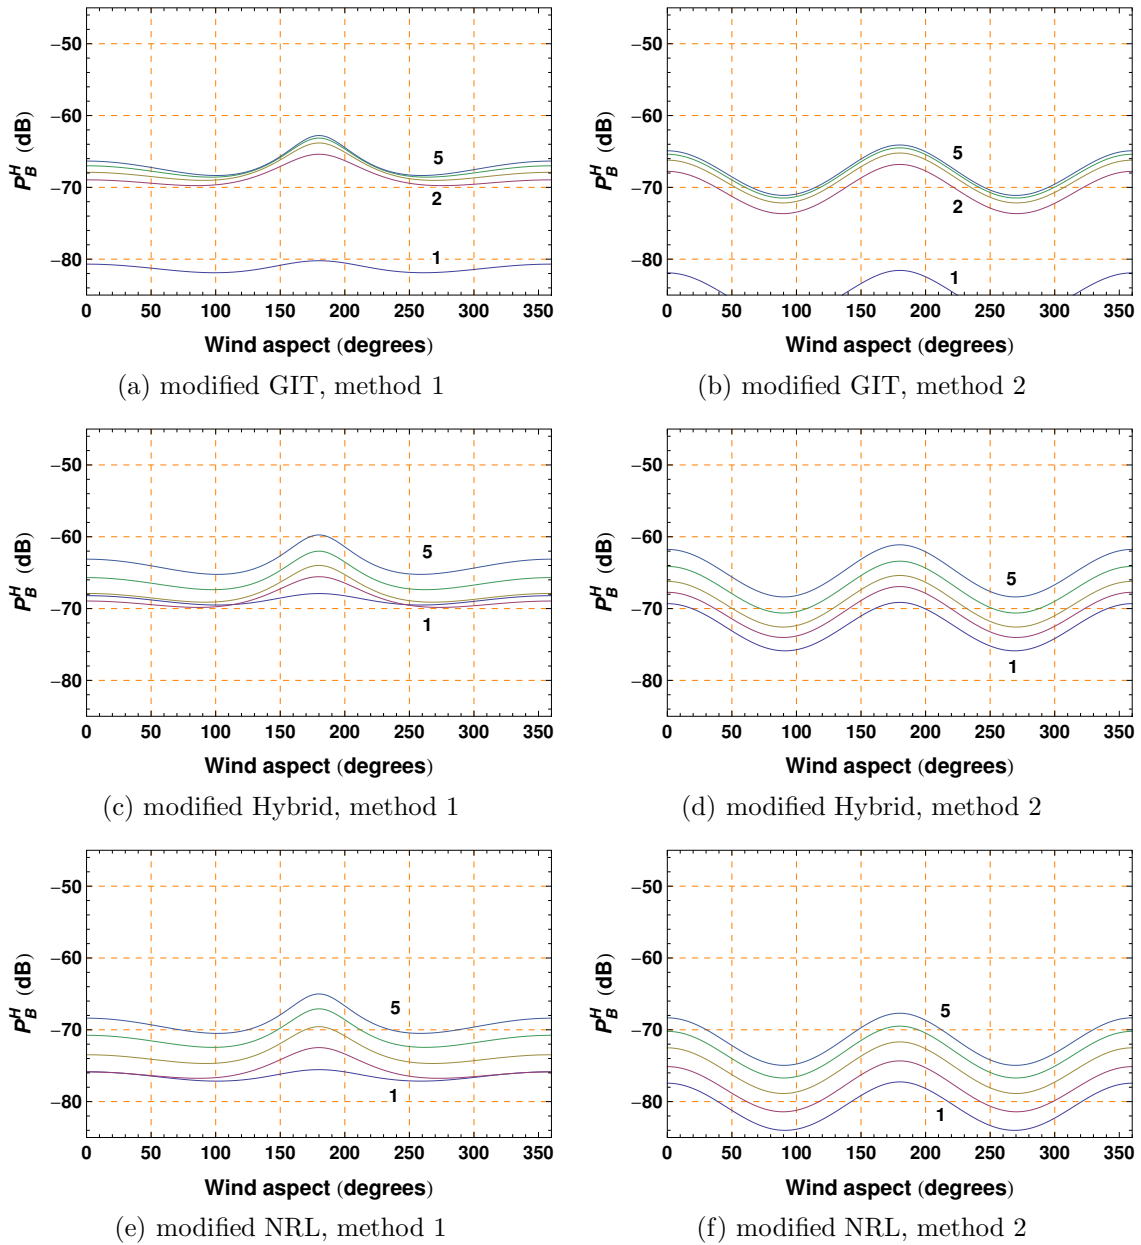 −50
−60
−70
−80
P_B^H (dB)
5
2
1
0 50 100 150 200 250 300 350
Wind aspect (degrees)
(a) modified GIT, method 1
−50
−60
−70
−80
P_B^H (dB)
5
2
1
0 50 100 150 200 250 300 350
Wind aspect (degrees)
(b) modified GIT, method 2
−50
−60
−70
−80
P_B^H (dB)
5
1
0 50 100 150 200 250 300 350
Wind aspect (degrees)
(c) modified Hybrid, method 1
−50
−60
−70
−80
P_B^H (dB)
5
1
0 50 100 150 200 250 300 350
Wind aspect (degrees)
(d) modified Hybrid, method 2
−50
−60
−70
−80
P_B^H (dB)
5
1
0 50 100 150 200 250 300 350
Wind aspect (degrees)
(e) modified NRL, method 1
−50
−60
−70
−80
P_B^H (dB)
5
1
0 50 100 150 200 250 300 350
Wind aspect (degrees)
(f) modified NRL, method 2